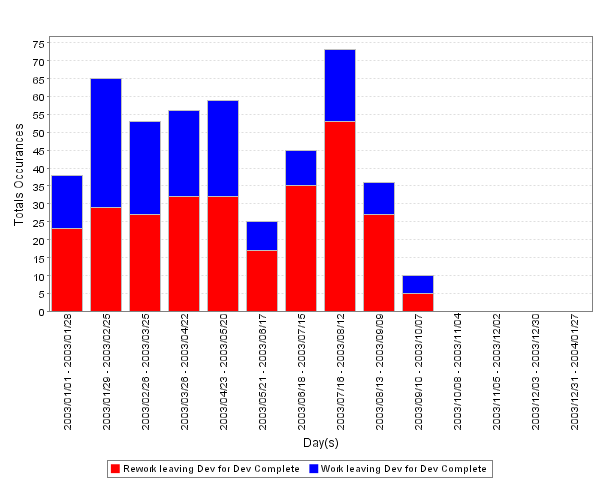 75
70
65
60
55
50
45
40
35
30
25
20
15
10
5
0
Totals Occurances
2003/01/01 - 2003/01/28
2003/01/29 - 2003/02/25
2003/02/26 - 2003/03/25
2003/03/26 - 2003/04/22
2003/04/23 - 2003/05/20
2003/05/21 - 2003/06/17
2003/06/18 - 2003/07/15
2003/07/16 - 2003/08/12
2003/08/13 - 2003/09/09
2003/09/10 - 2003/10/07
2003/10/08 - 2003/11/04
2003/11/05 - 2003/12/02
2003/12/03 - 2003/12/30
2003/12/31 - 2004/01/27
Day(s)
Rework leaving Dev for Dev Complete Work leaving Dev for Dev Complete